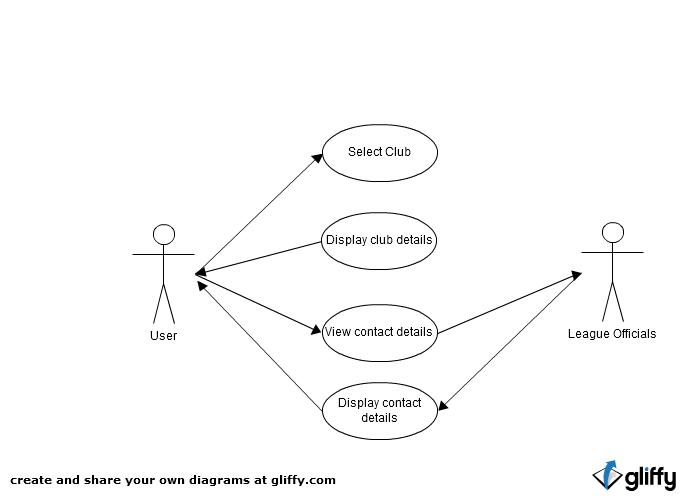 Select Club
Display club details
View contact details
User
League Officials
Display contact
details
create and share your own diagrams at gliffy.com
gliffy